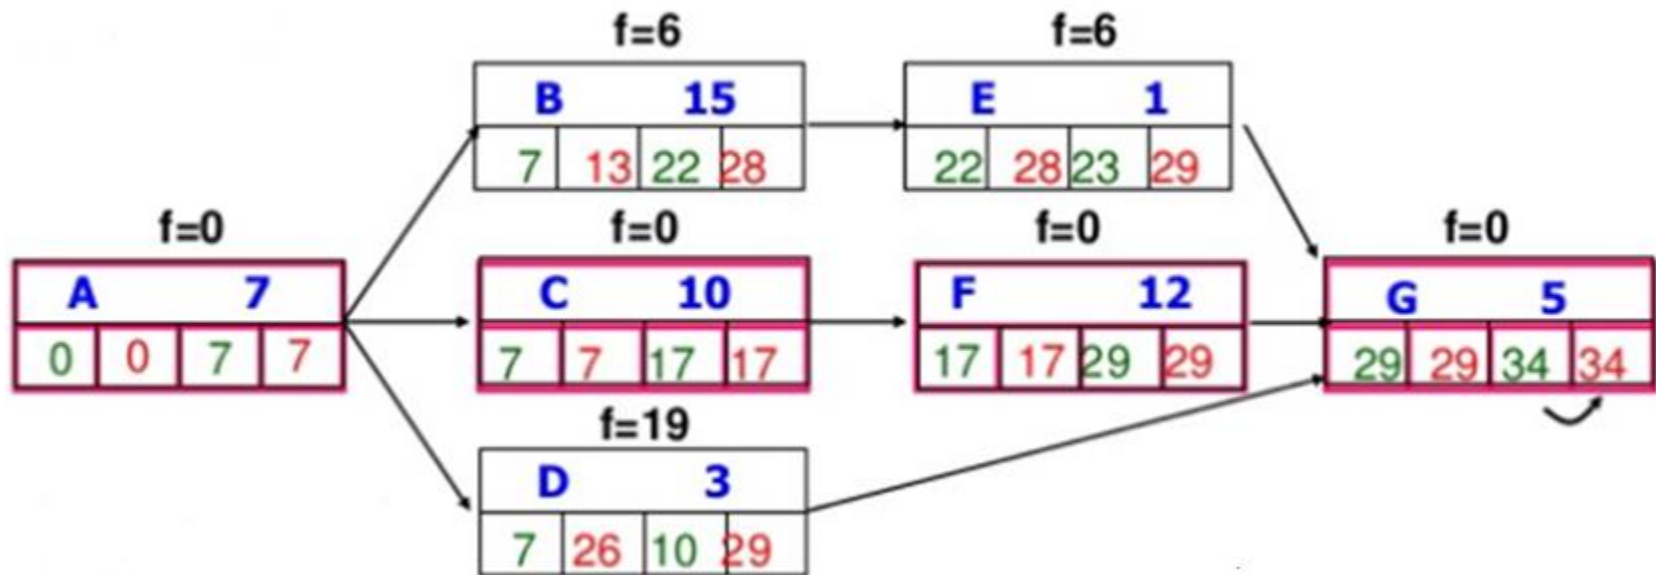 f=6 f=6
B 15 E 1
7 13 22 28 22 28 23 29
f=0 f=0 f=0 f=0
A 7 C 10 F 12 G 5
0 0 7 7 7 7 17 17 17 17 29 29 29 29 34 34
f=19
D 3
7 26 10 29